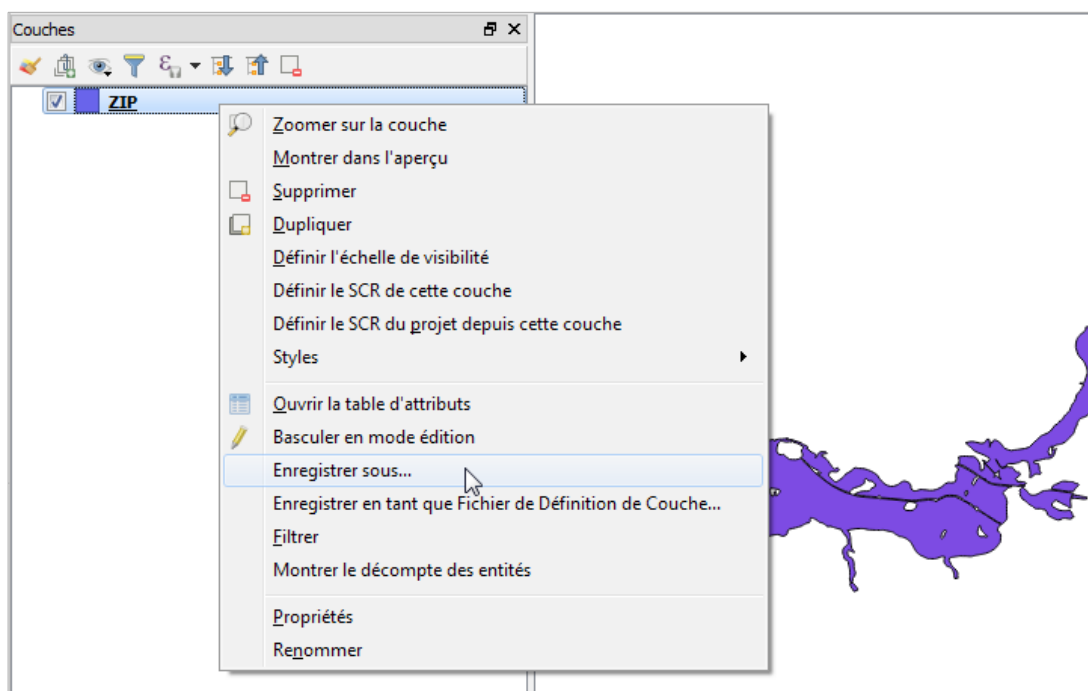 Couches
ZIP
Zoomer sur la couche
Montrer dans l'aperçu
Supprimer
Dupliquer
Définir l'échelle de visibilité
Définir le SCR de cette couche
Définir le SCR du projet depuis cette couche
Styles
Ouvrir la table d'attributs
Basculer en mode édition
Enregistrer sous...
Enregistrer en tant que Fichier de Définition de Couche...
Filtrer
Montrer le décompte des entités
Propriétés
Renommer